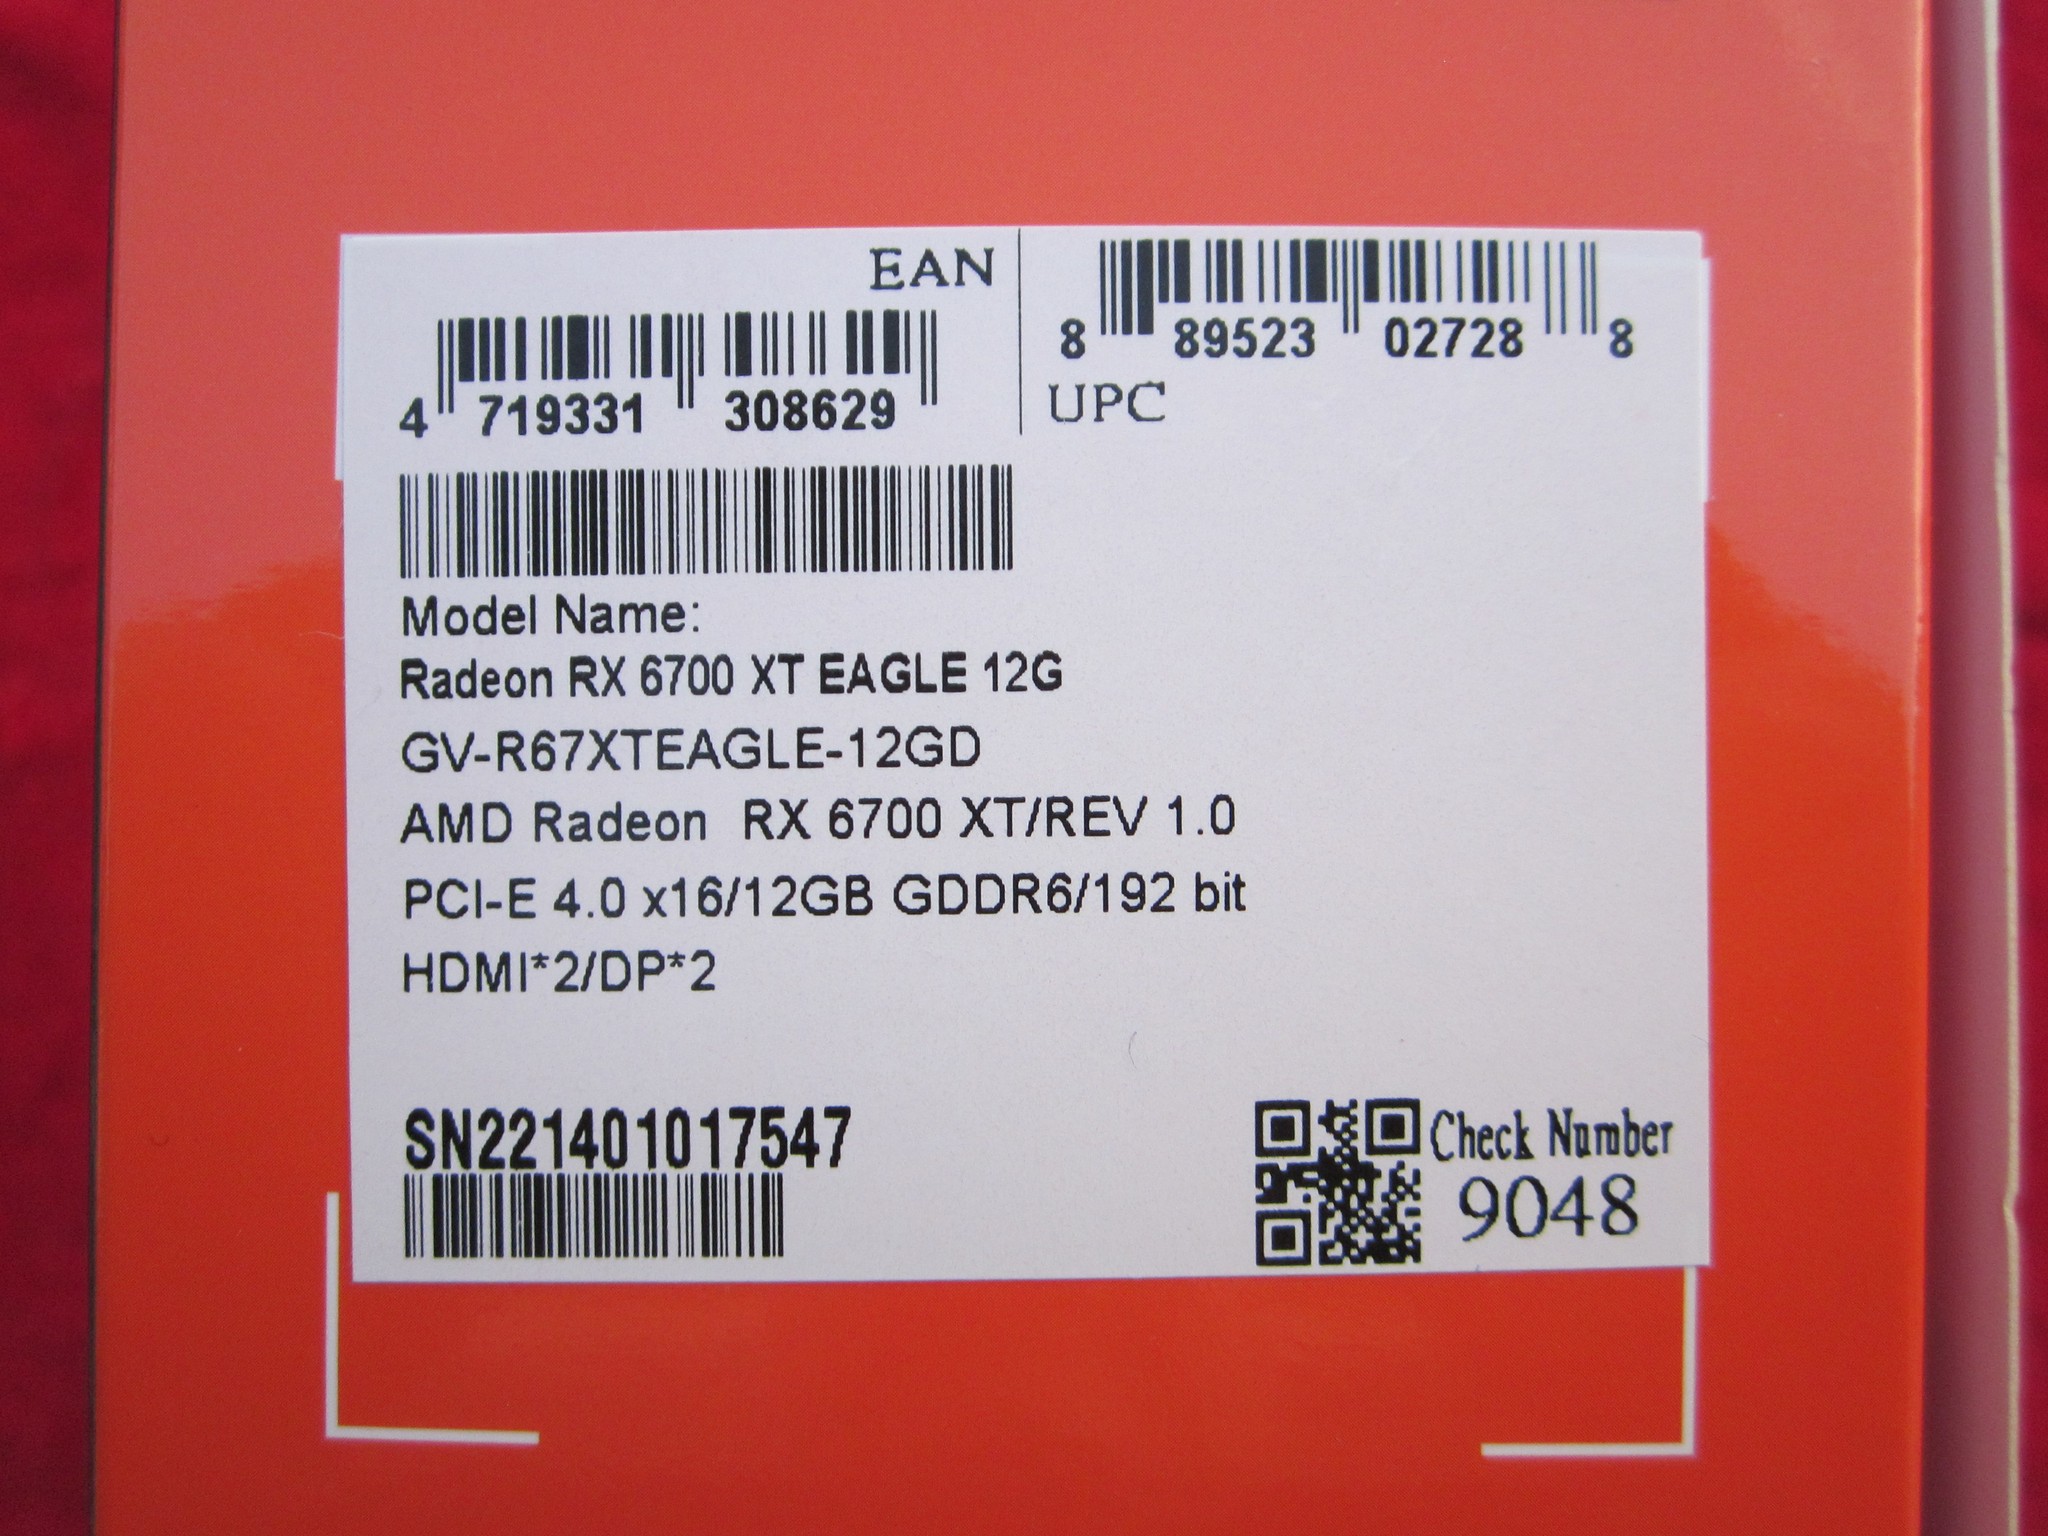 EAN
4 719331 308629
8 89523 02728 8
UPC
Model Name:
Radeon RX 6700 XT EAGLE 12G
GV-R67XTEAGLE-12GD
AMD Radeon  RX 6700 XT/REV 1.0
PCI-E 4.0 x16/12GB GDDR6/192 bit
HDMI*2/DP*2
SN221401017547
Check Number
9048